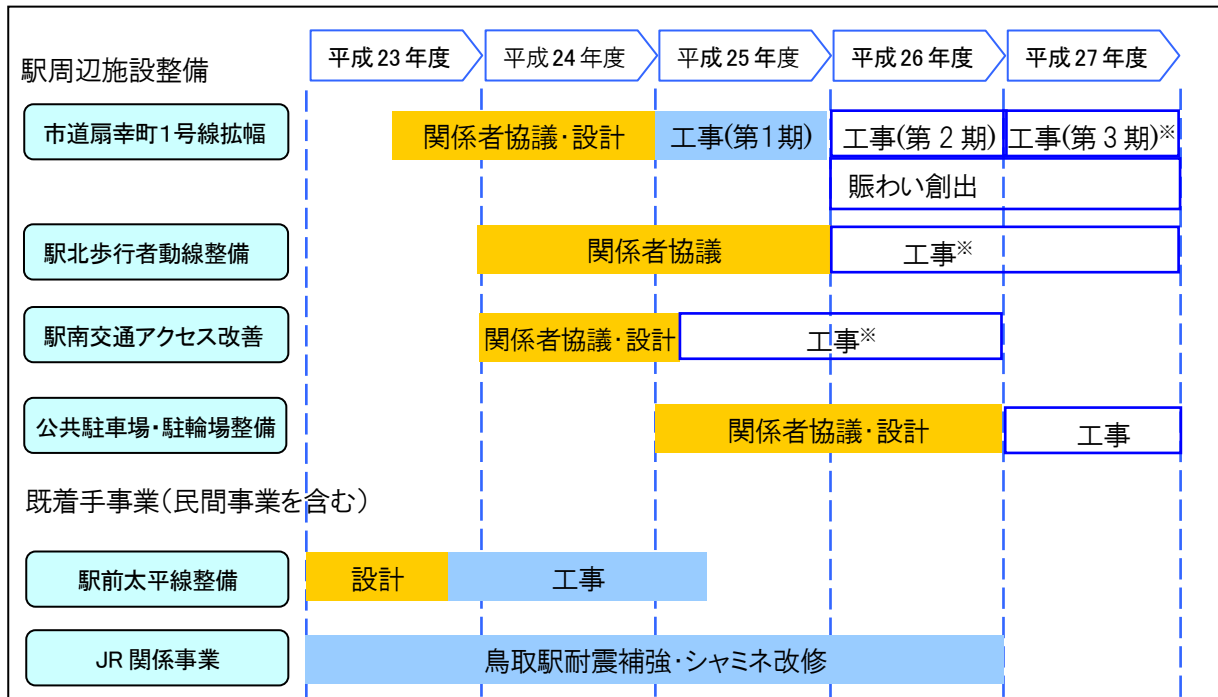 駅周辺施設整備
平成23年度 平成24年度 平成25年度 平成26年度 平成27年度
市道扇幸町1号線拡幅 関係者協議・設計 工事(第1期) 工事(第2期) 工事(第3期)※
賑わい創出
駅北歩行者動線整備 関係者協議 工事※
駅南交通アクセス改善 関係者協議・設計 工事※
公共駐車場・駐輪場整備 関係者協議・設計 工事
既着手事業(民間事業を含む)
駅前太平線整備 設計 工事
JR関係事業 鳥取駅耐震補強・シャミネ改修